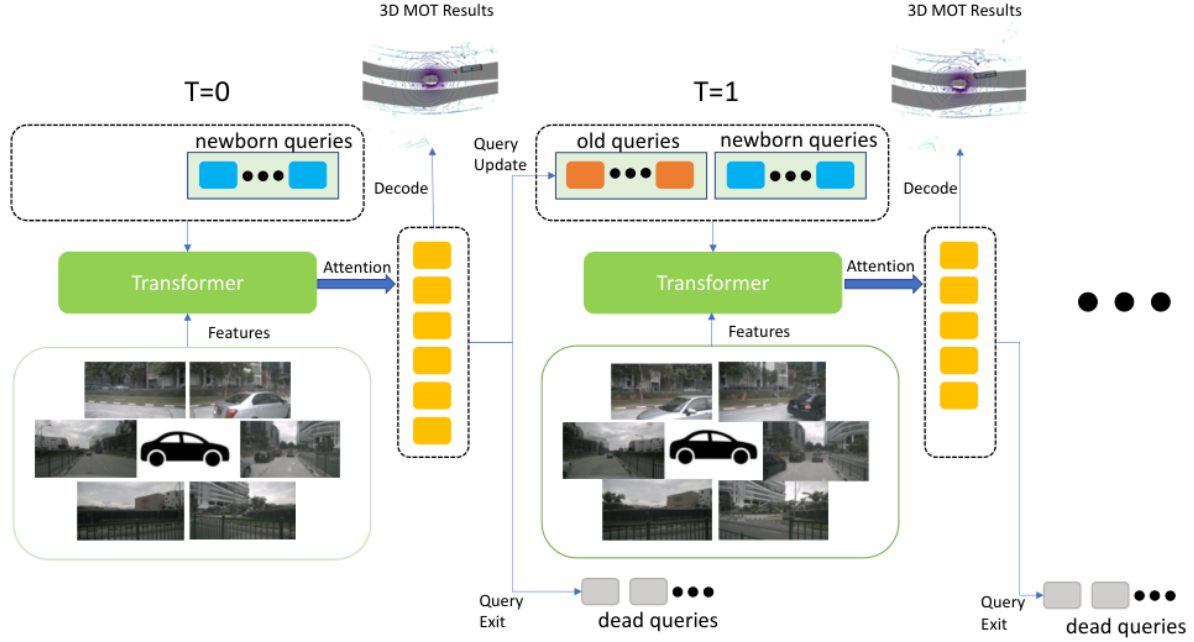 3D MOT Results
3D MOT Results
T=0
T=1
newborn queries
Query
Update
old queries
newborn queries
Decode
Decode
Transformer
Attention
Transformer
Attention
Features
Features
Query
Exit
dead queries
Query
Exit
dead queries